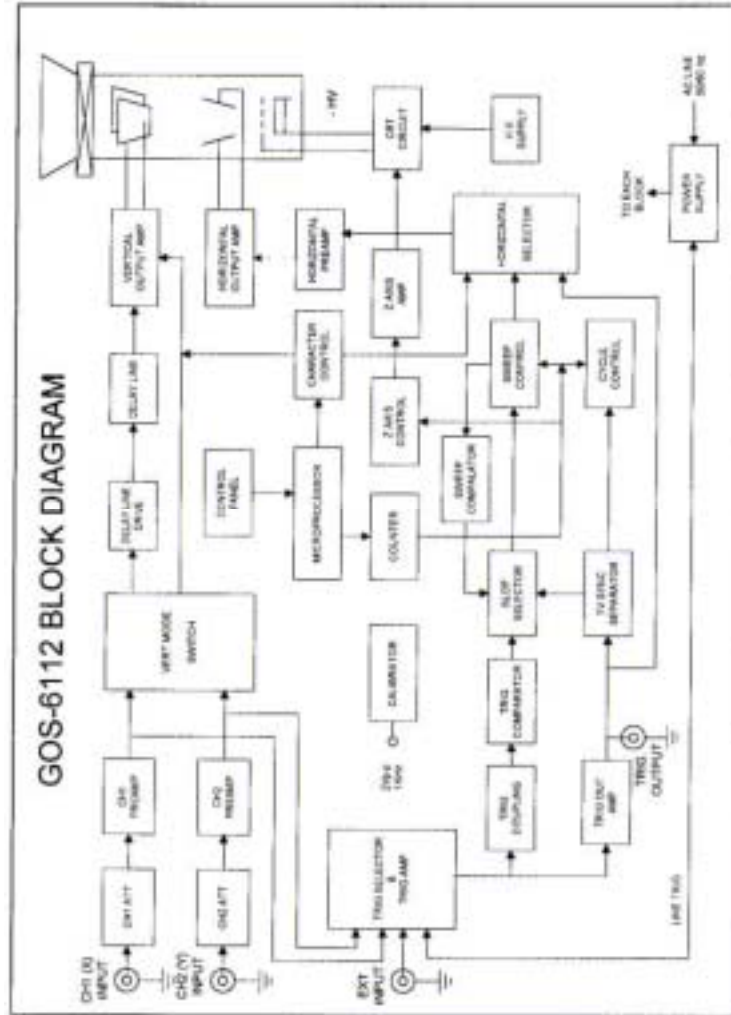 GOS-6112 BLOCK DIAGRAM
CH1 (X)
INPUT
CH1 ATT
CH1
PREAMP
CH2 (Y)
INPUT
CH2 ATT
CH2
PREAMP
VERT MODE
SWITCH
DELAY LINE
DRIVE
DELAY LINE
VERTICAL
OUTPUT AMP
HORIZONTAL
OUTPUT AMP
HORIZONTAL
PREAMP
- HV
CONTROL
PANEL
MICROPROCESSOR
CHARACTER
CONTROL
COUNTER
Z AXIS
CONTROL
Z AXIS
AMP
CRT
CIRCUIT
SUPPLY
CALIBRATOR
EXT
INPUT
TRIG SELECTOR
&
TRIG AMP
TRIG
COUPLING
TRIG
COMPARATOR
SLOP
SELECTOR
SWEEP
COMPALATOR
SWEEP
CONTROL
HORIZONTAL
SELECTOR
TRIG OUT
AMP
TRIG
OUTPUT
TV SYNC
SEPARATOR
CYCLE
CONTROL
LINE TRIG
TO EACH
BLOCK
POWER
SUPPLY
AC LINE